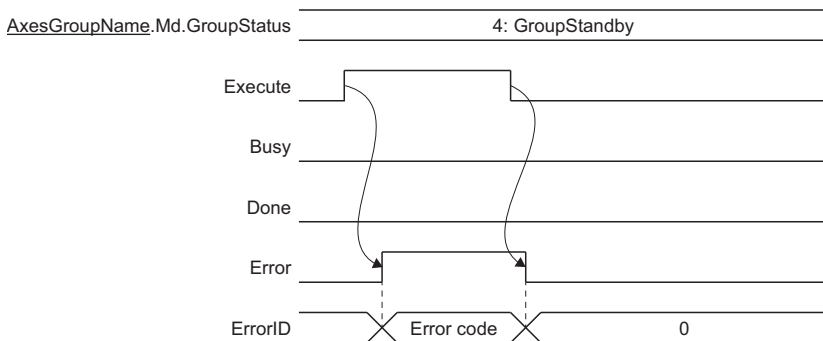 AxesGroupName.Md.GroupStatus 4: GroupStandby
Execute
Busy
Done
Error
ErrorID Error code 0